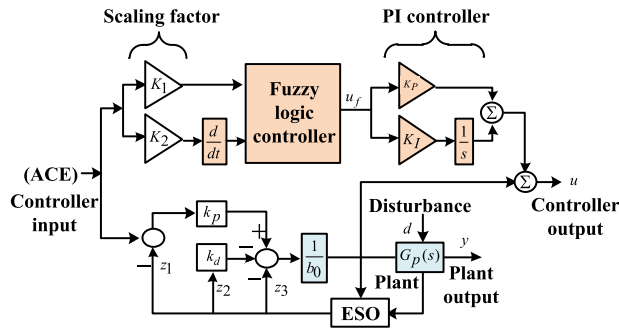 Scaling factor
PI controller
K1
K2
d
dt
Fuzzy
logic
controller
uf
KP
KI
1
s
Σ
Σ
u
(ACE)
Controller
input
Controller
output
Disturbance
d
y
kp
kd
+
−
−
−
z1
z2
z3
1
b0
Gp(s)
Plant
Plant
output
ESO